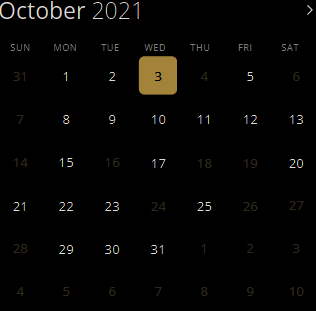 October 2021 >
SUN MON TUE WED THU FRI SAT
31 1 2 3 4 5 6
7 8 9 10 11 12 13
14 15 16 17 18 19 20
21 22 23 24 25 26 27
28 29 30 31 1 2 3
4 5 6 7 8 9 10